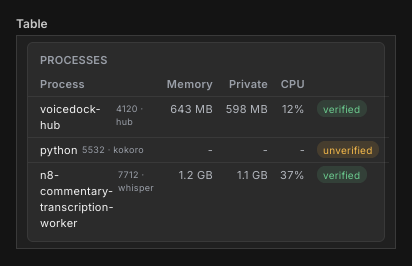 Table
PROCESSES
Process Memory Private CPU
voicedock- 4120 · 643 MB 598 MB 12% verified
hub hub
python 5532 · kokoro - - - unverified
n8- 7712 · 1.2 GB 1.1 GB 37% verified
commentary- whisper
transcription-
worker